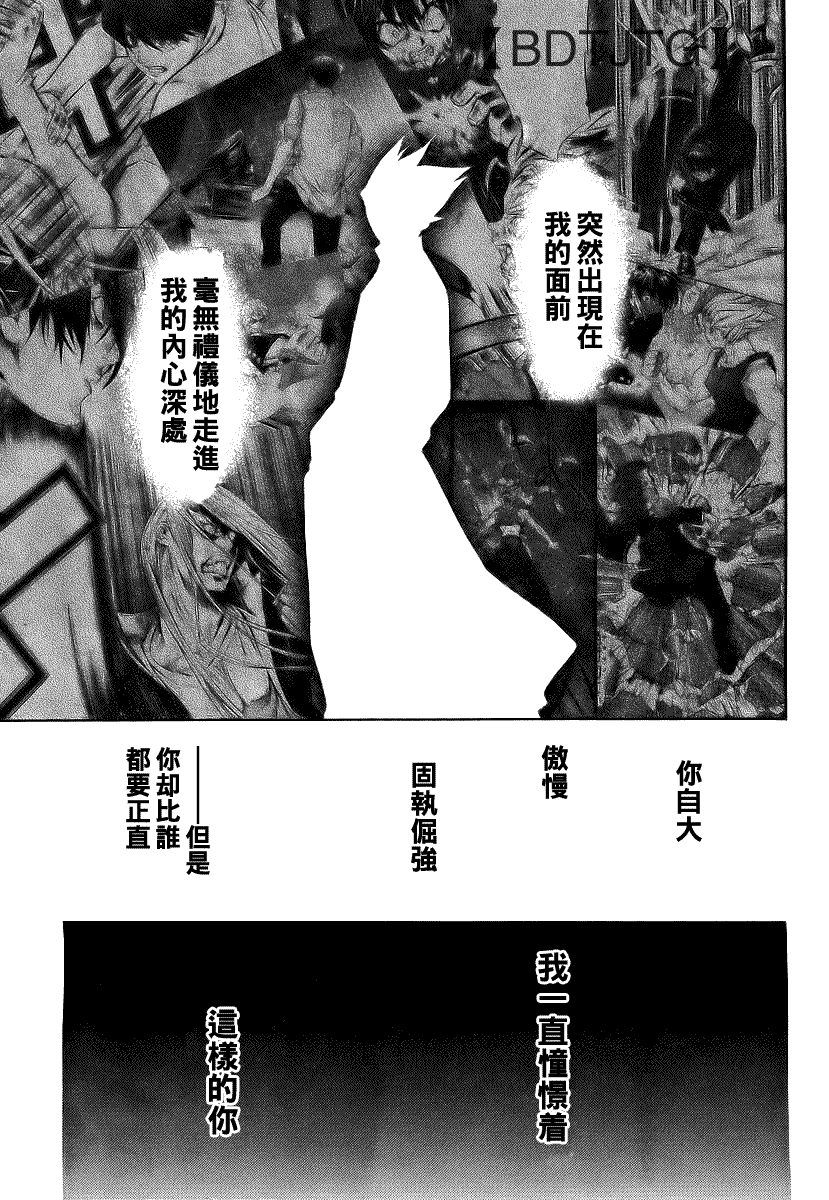 【BDTJTG】
突然出現在
我的面前
毫無禮儀地走進
我的內心深處
你自大
傲慢
固執倔強
——但是
你却比誰
都要正直
我一直憧憬着
這樣的你